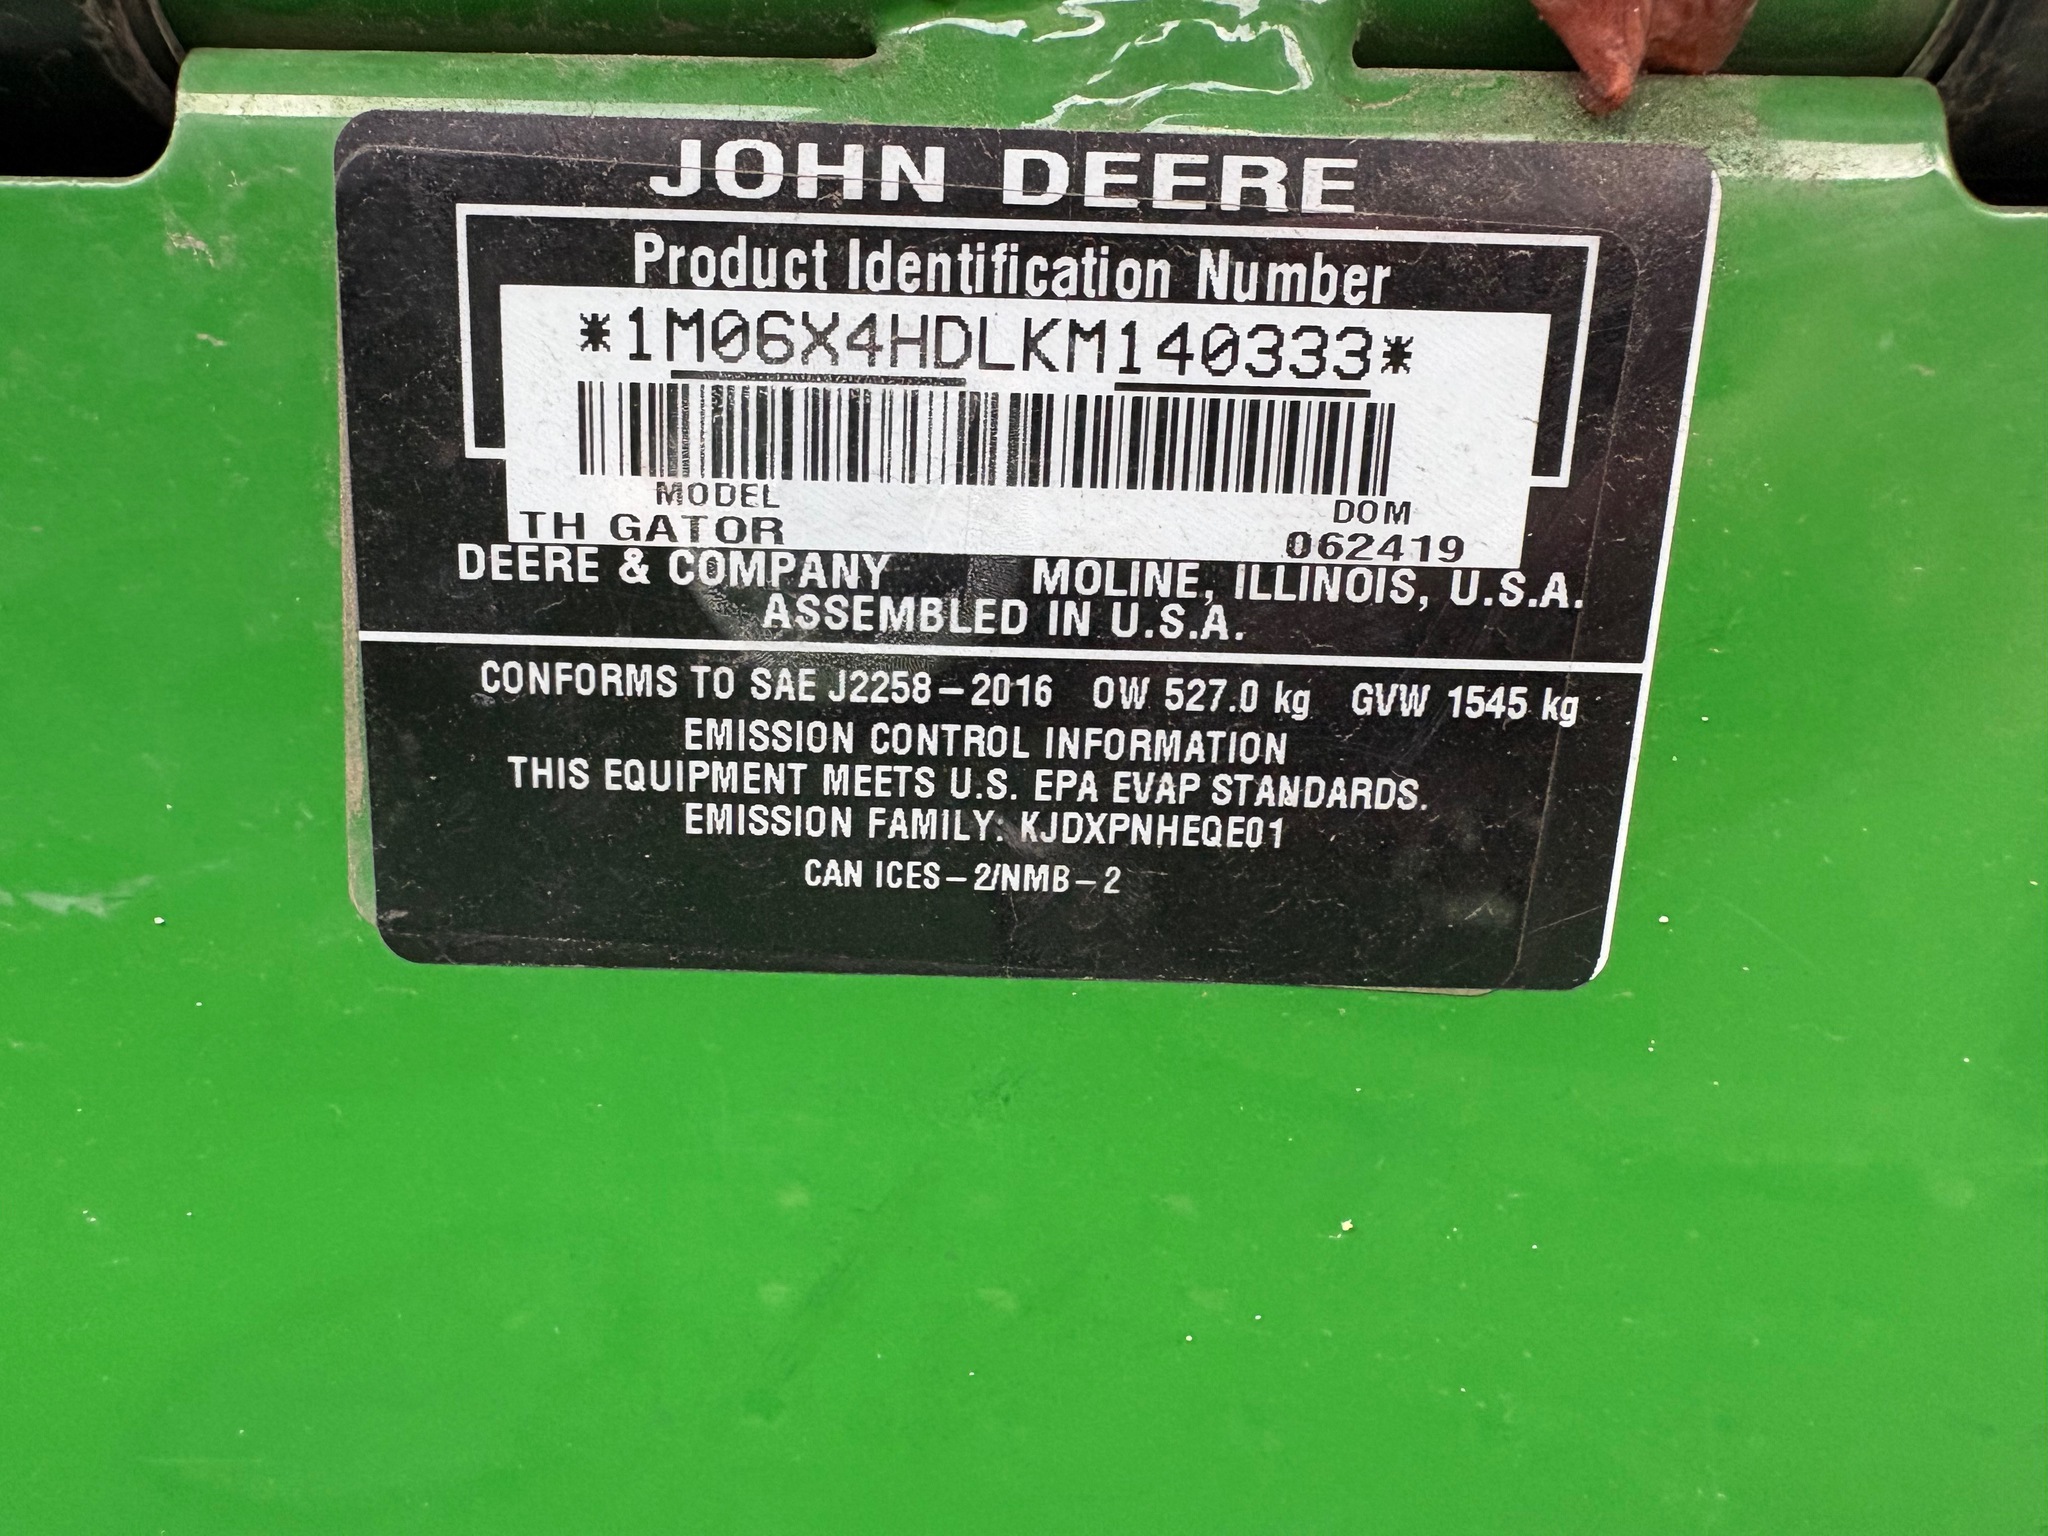 JOHN DEERE
Product Identification Number
*1M06X4HDLKM140333*
MODEL DOM
TH GATOR 062419
DEERE & COMPANY MOLINE, ILLINOIS, U.S.A.
ASSEMBLED IN U.S.A.
CONFORMS TO SAE J2258-2016 OW 527.0 kg GVW 1545 kg
EMISSION CONTROL INFORMATION
THIS EQUIPMENT MEETS U.S. EPA EVAP STANDARDS.
EMISSION FAMILY: KJDXPNHEQE01
CAN ICES-2/NMB-2